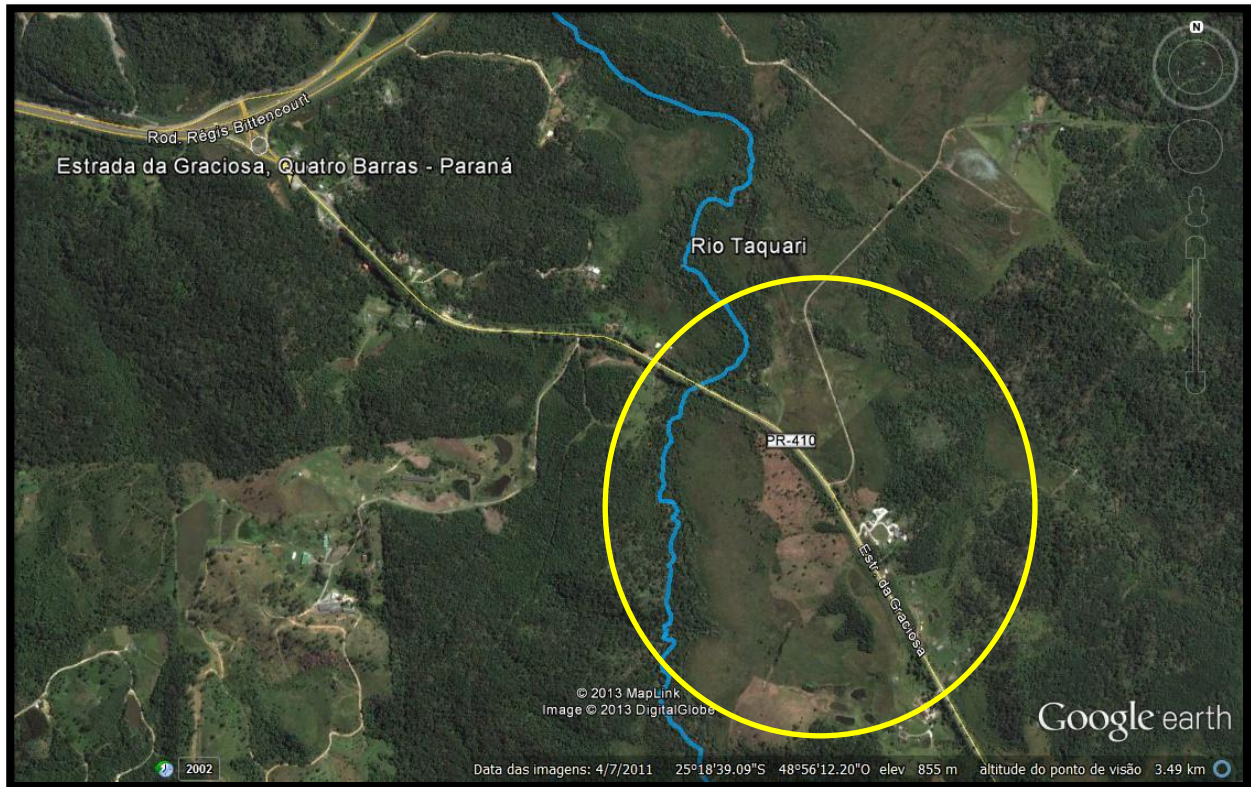 N
Rod. Régis Bittencourt
Estrada da Graciosa, Quatro Barras - Paraná
Rio Taquari
PR-410
Estr. da Graciosa
© 2013 MapLink
Image © 2013 DigitalGlobe
Google earth
2002
Data das imagens: 4/7/2011 25°18'39.09"S 48°56'12.20"O elev 855 m altitude do ponto de visão 3.49 km